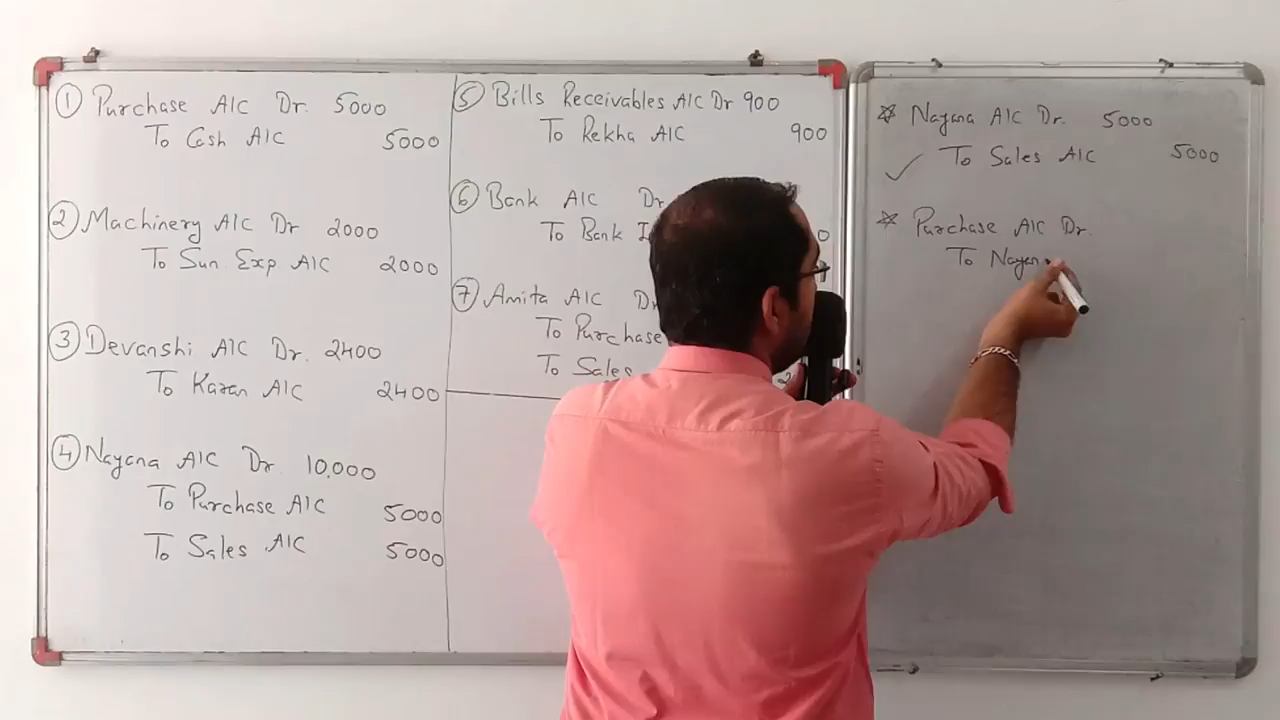 ① Purchase A/C Dr. 5000
To Cash A/C 5000
② Machinery A/C Dr 2000
To Sun. Exp A/C 2000
③ Devanshi A/C Dr. 2400
To Karan A/C 2400
④ Nayana A/C Dr. 10,000
To Purchase A/C 5000
To Sales A/C 5000
⑤ Bills Receivables A/C Dr 900
To Rekha A/C 900
⑥ Bank A/C Dr
To Bank
⑦ Amita A/C
To Purchase
To Sales
☆ Nayana A/C Dr. 5000
✓ To Sales A/C 5000
☆ Purchase A/C Dr.
To Nayan